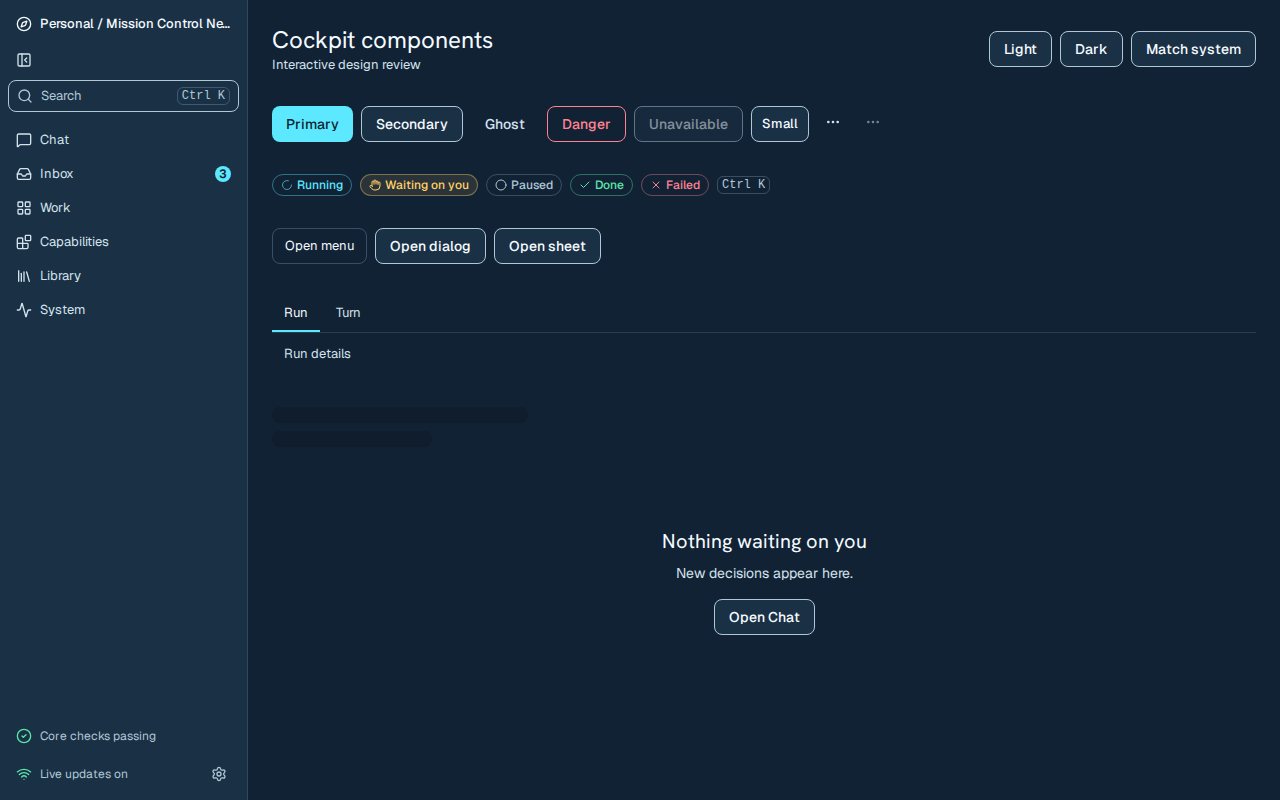 Personal / Mission Control Ne...
Search
Ctrl K
Chat
Inbox
3
Work
Capabilities
Library
System
Core checks passing
Live updates on
Cockpit components
Interactive design review
Light
Dark
Match system
Primary
Secondary
Ghost
Danger
Unavailable
Small
Running
Waiting on you
Paused
Done
Failed
Ctrl K
Open menu
Open dialog
Open sheet
Run
Turn
Run details
Nothing waiting on you
New decisions appear here.
Open Chat